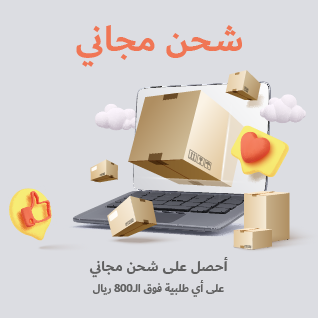 شحن مجاني
أحصل على شحن مجاني
على أي طلبية فوق الـ800 ريال